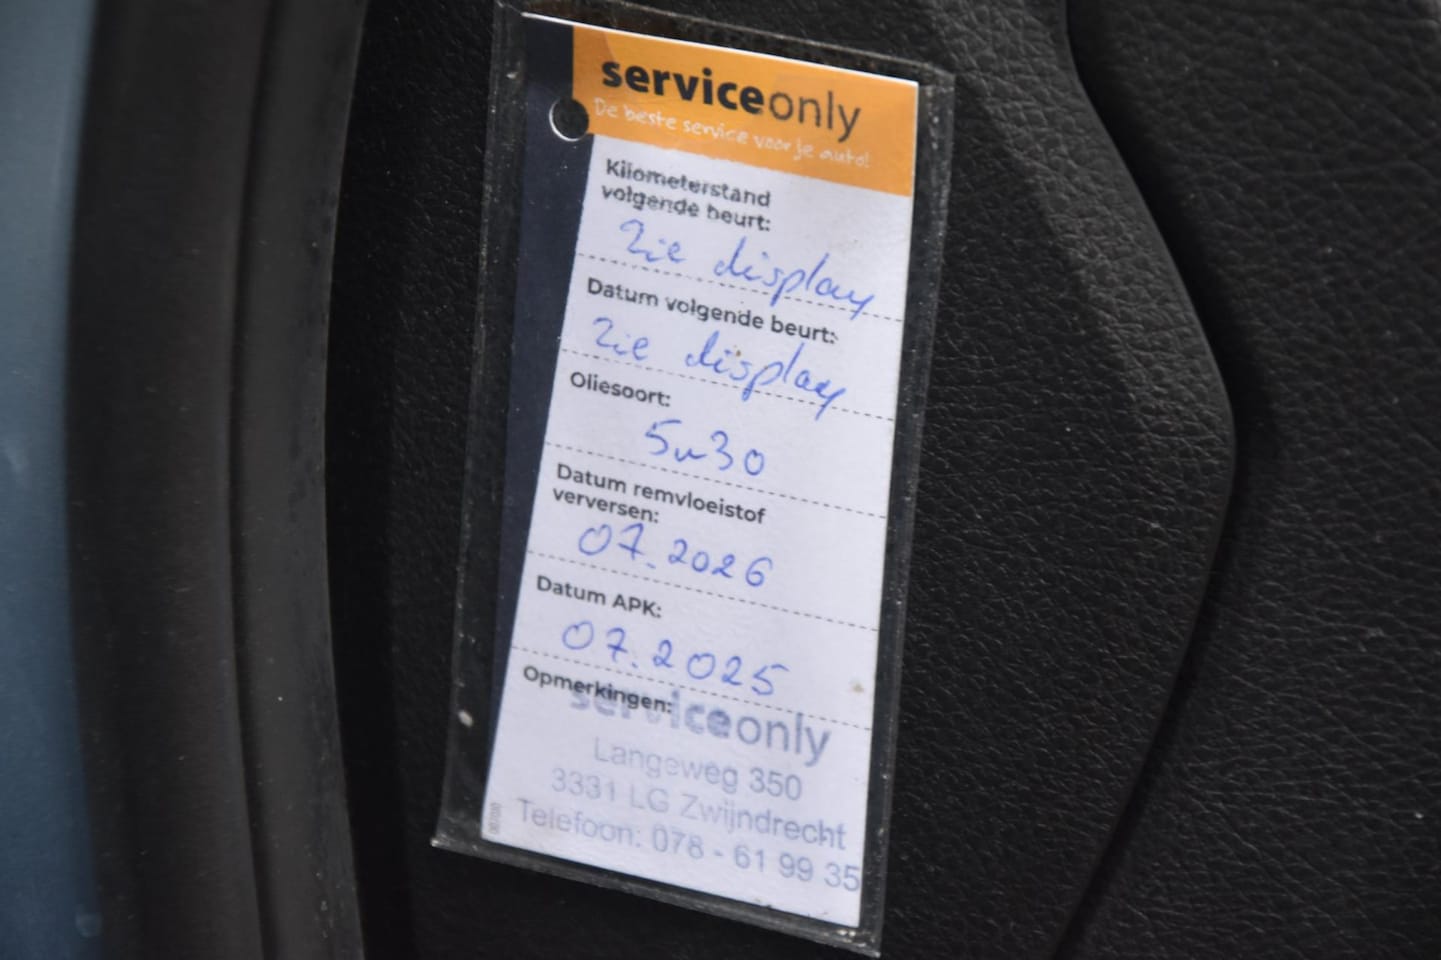 serviceonly
De beste service voor je auto!
Kilometerstand
volgende beurt:
Zie display
Datum volgende beurt:
Zie display
Oliesoort:
5w30
Datum remvloeistof
verversen:
07.2026
Datum APK:
07.2025
Opmerkingen:
serviceonly
Langeweg 350
3331 LG Zwijndrecht
Telefoon: 078 - 61 99 35